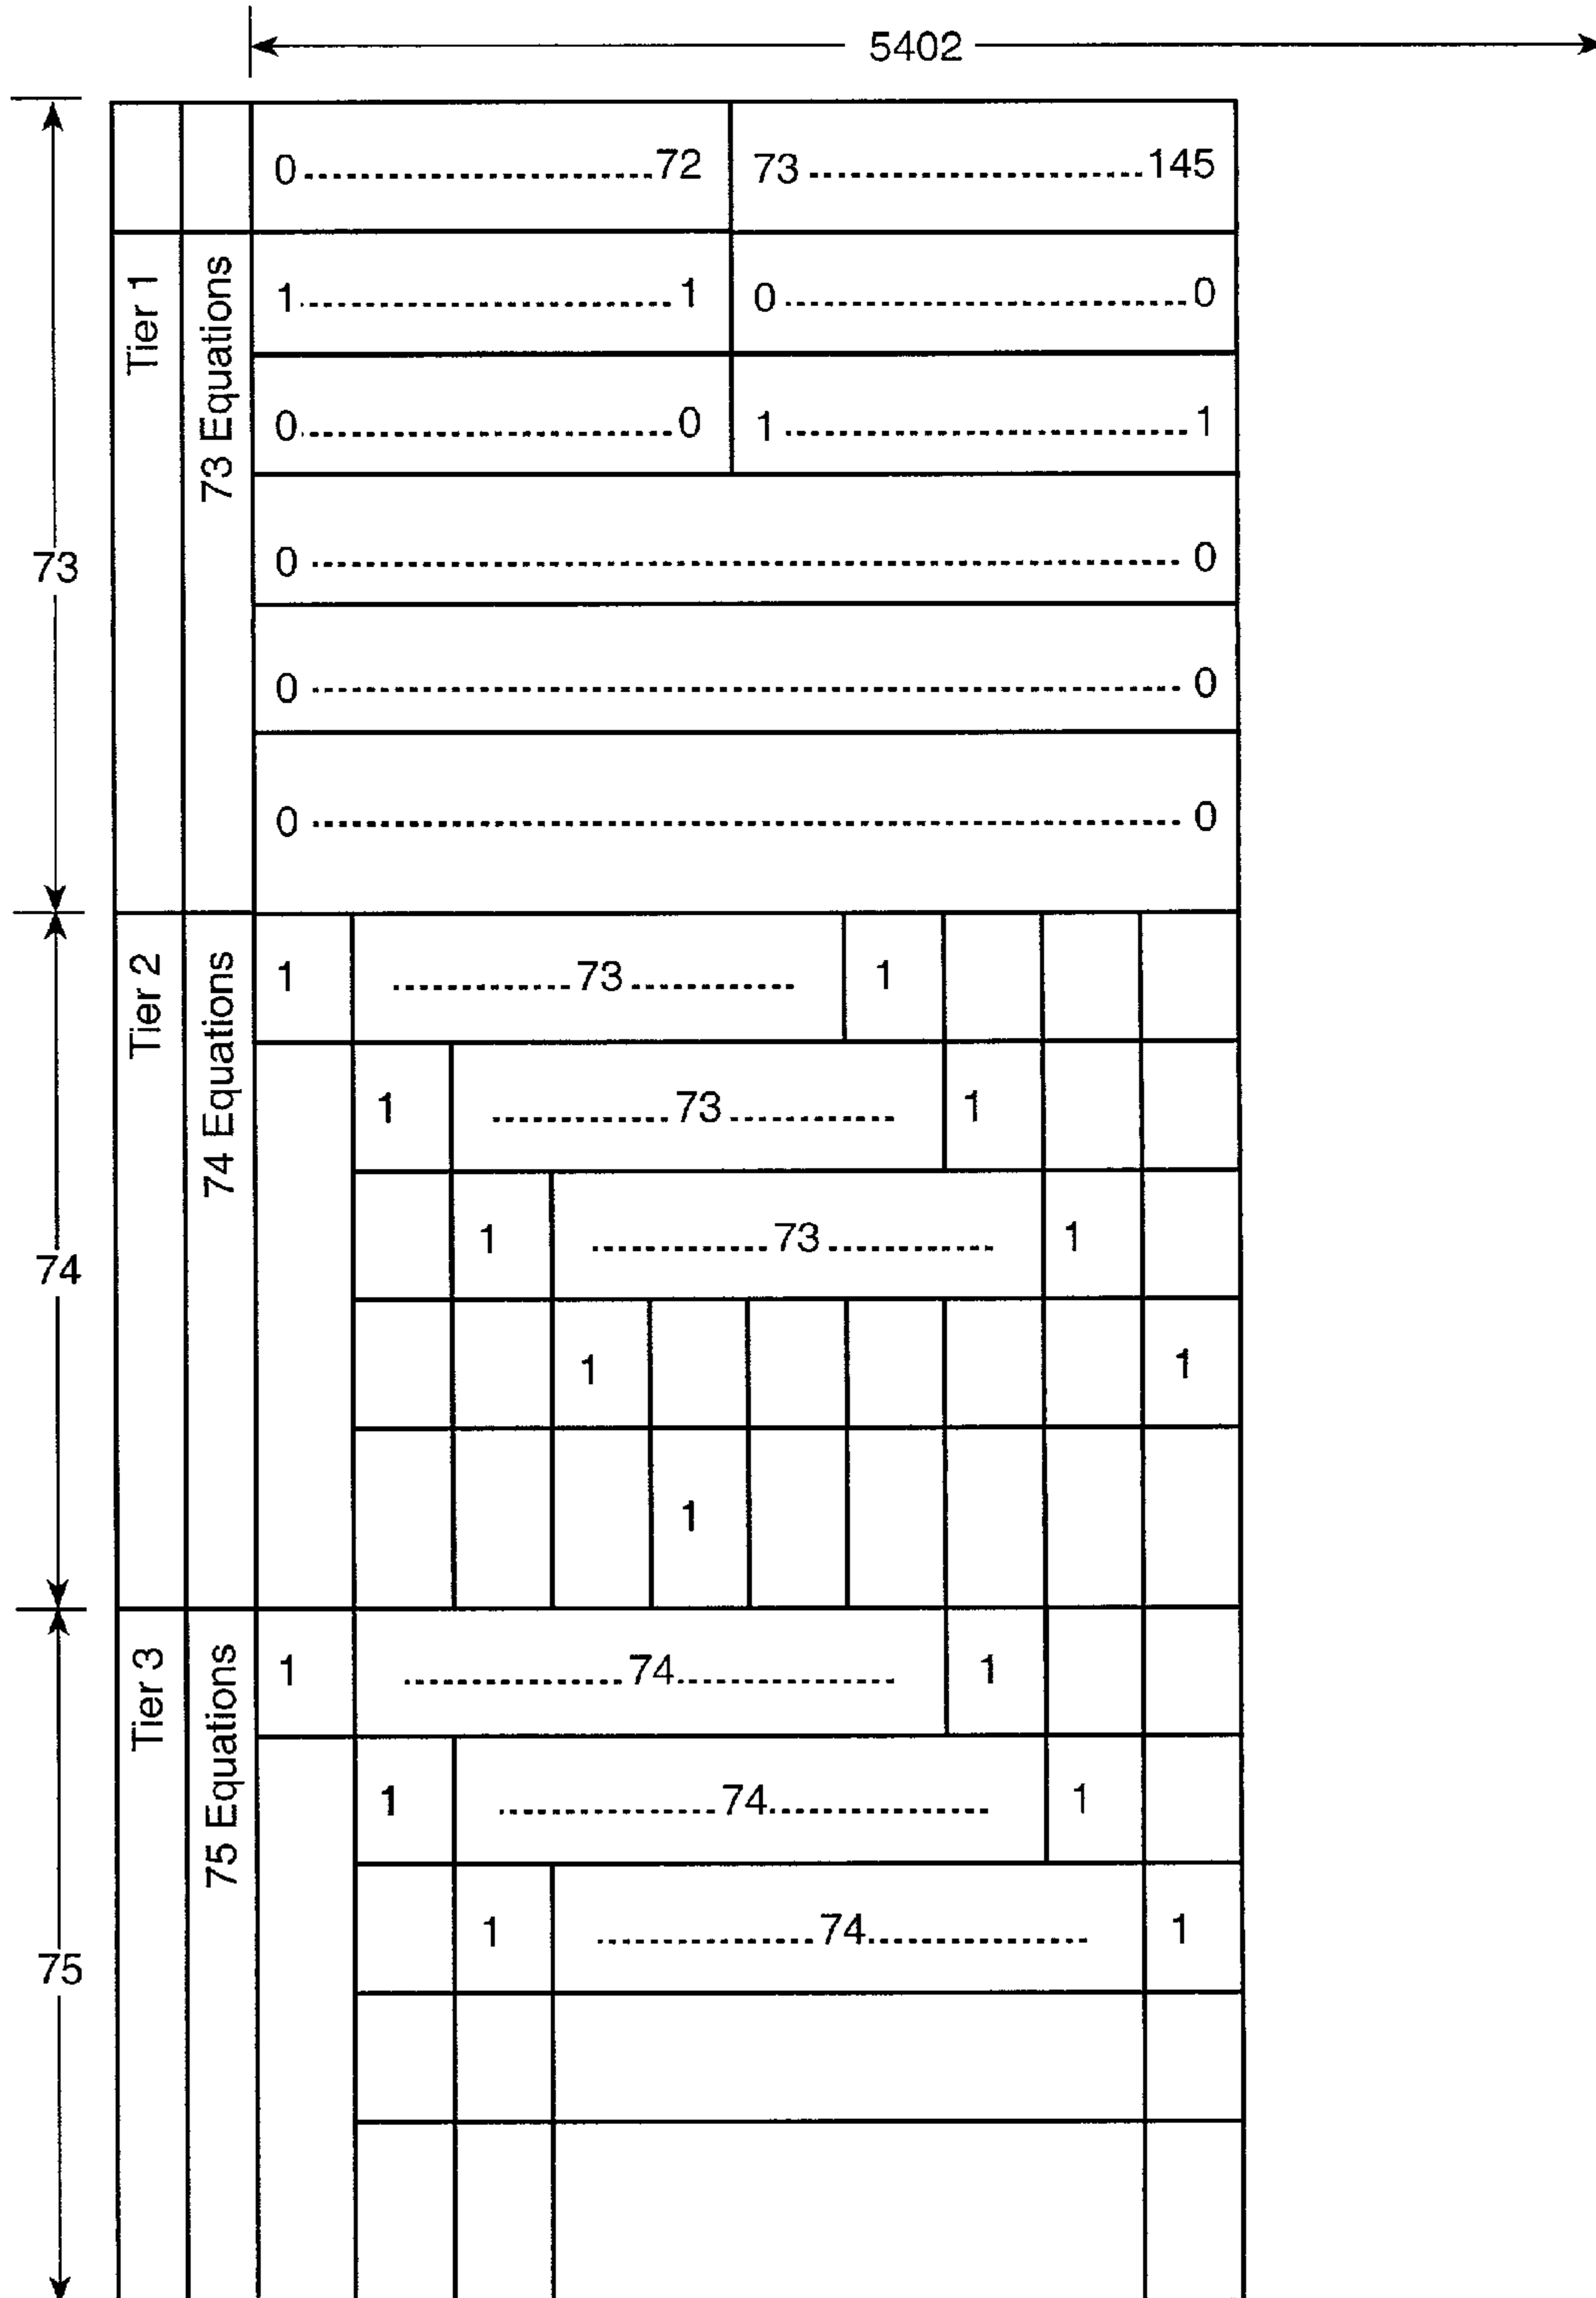 5402
0 72 73 145
Tier 1
73 Equations
1 1 0 0
0 0 1 1
73
0 0
0 0
0 0
Tier 2
74 Equations
1 73 1
1 73 1
1 73 1
74
1 1
1
Tier 3
75 Equations
1 74 1
1 74 1
1 74 1
75